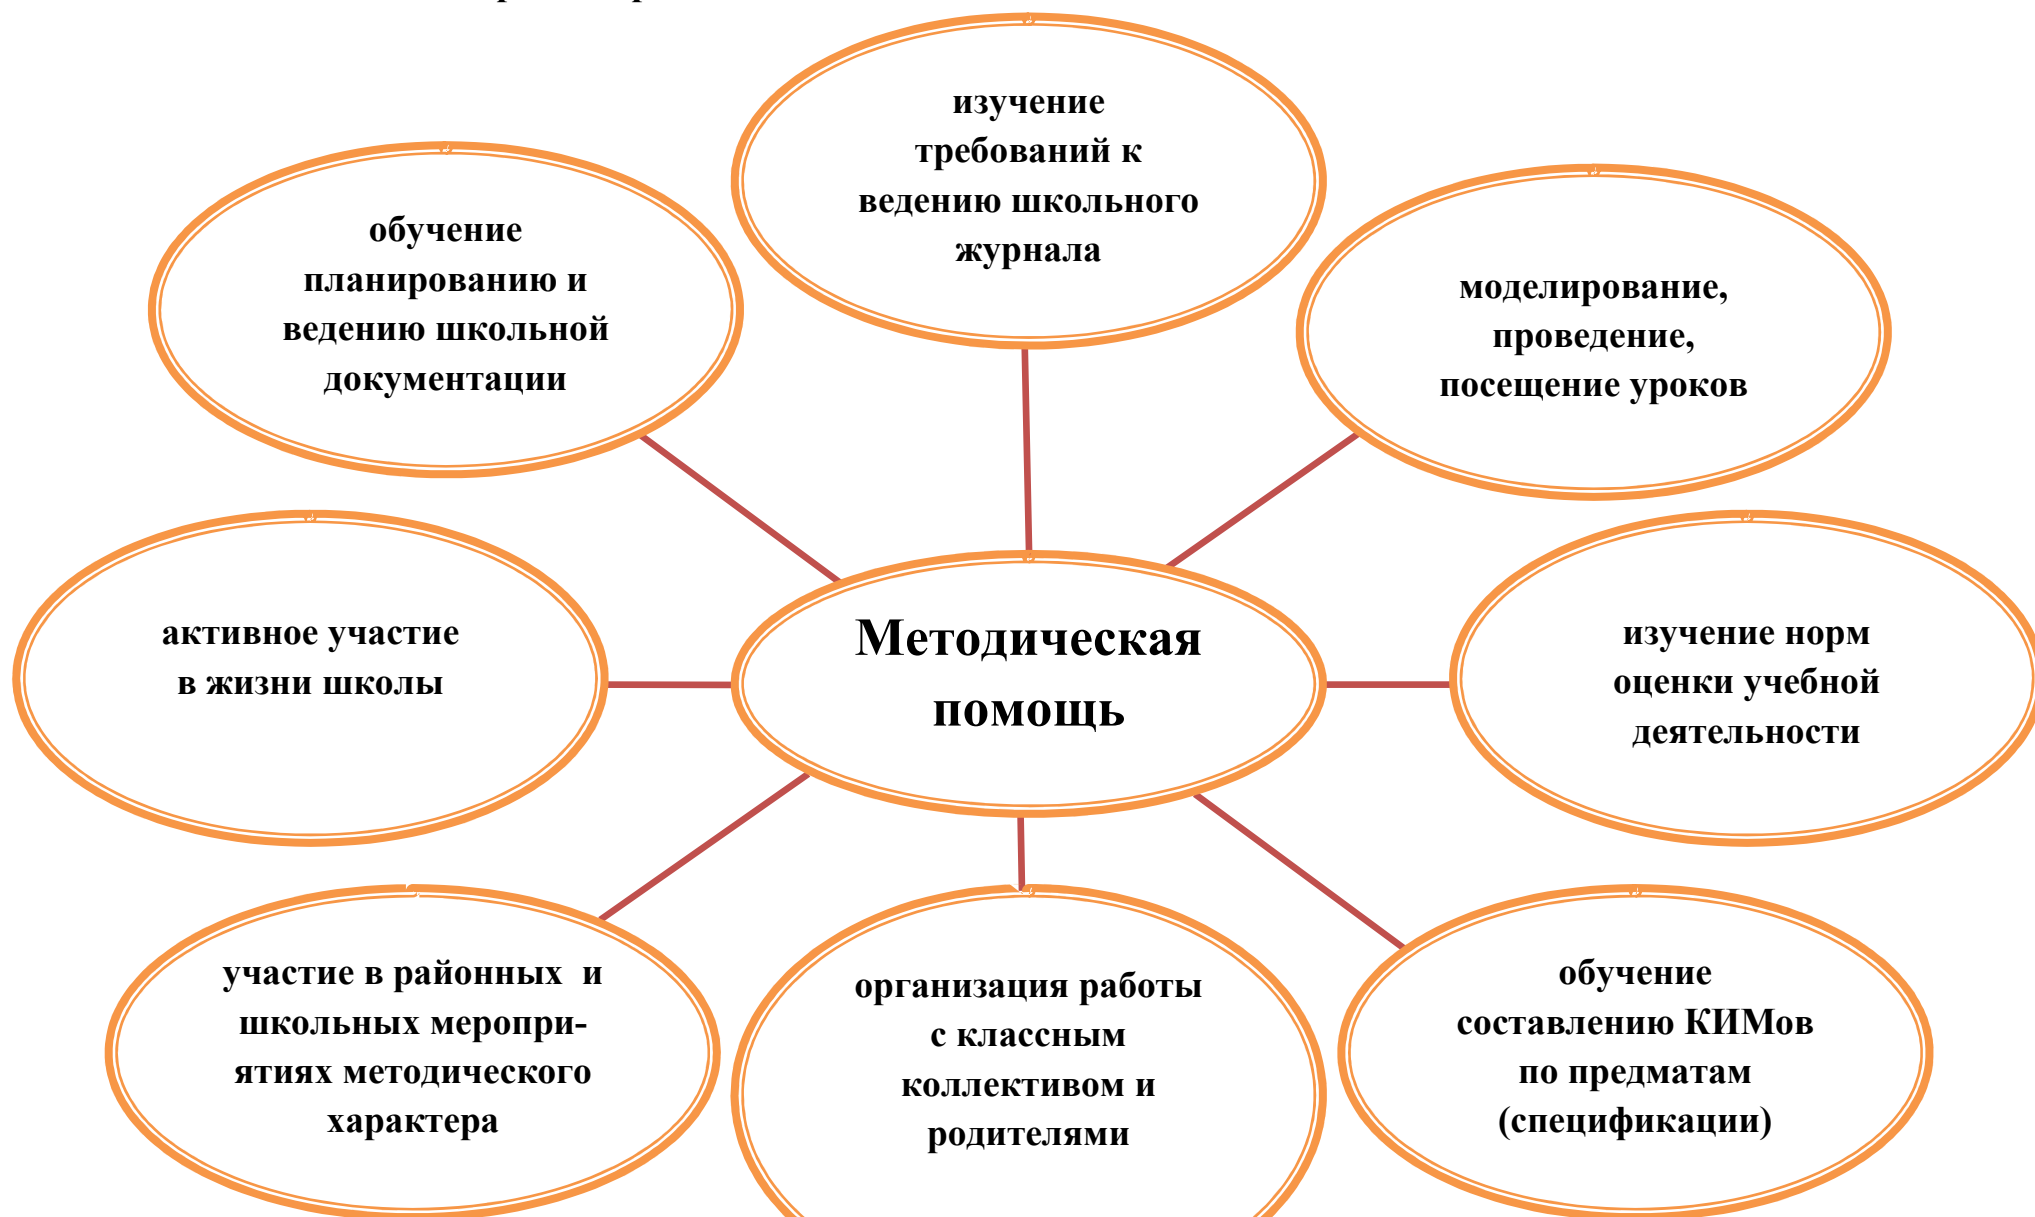 изучение
требований к
ведению школьного
журнала
обучение
планированию и
ведению школьной
документации
моделирование,
проведение,
посещение уроков
активное участие
в жизни школы
Методическая
помощь
изучение норм
оценки учебной
деятельности
участие в районных  и
школьных меропри-
ятиях методического
характера
организация работы
с классным
коллективом и
родителями
обучение
составлению КИМов
по предматам
(спецификации)